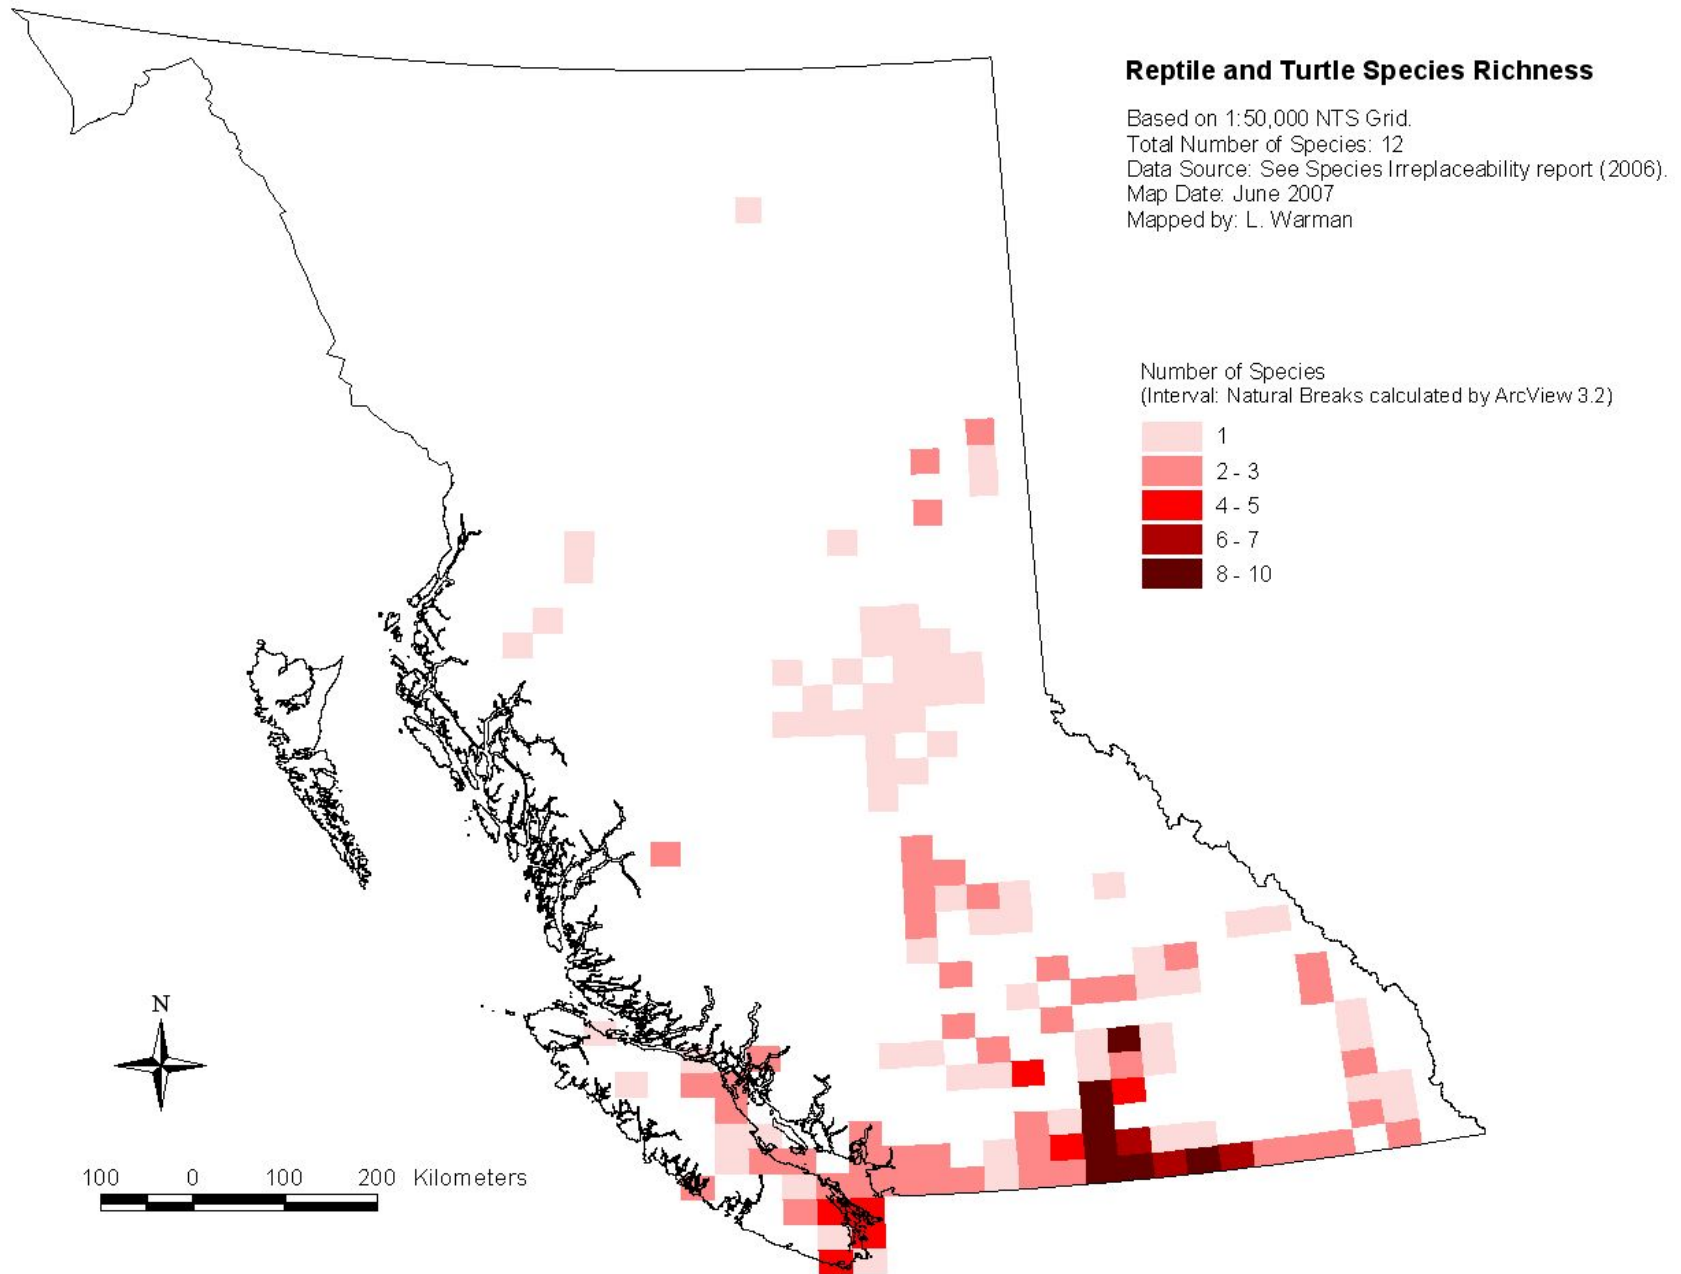 Reptile and Turtle Species Richness
Based on 1:50,000 NTS Grid.
Total Number of Species: 12
Data Source: See Species Irreplaceability report (2006).
Map Date: June 2007
Mapped by: L. Warman
Number of Species
(Interval: Natural Breaks calculated by ArcView 3.2)
1
2 - 3
4 - 5
6 - 7
8 - 10
N
100 0 100 200 Kilometers